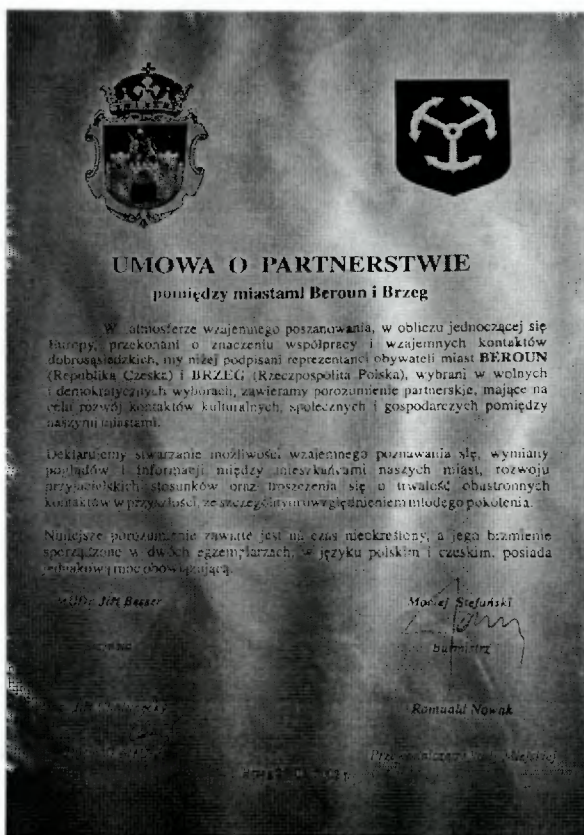 UMOWA O PARTNERSTWIE
pomiędzy miastami Beroun i Brzeg
W atmosferze wzajemnego poszanowania, w obliczu jednoczącej się
Europy, przekonani o znaczeniu współpracy i wzajemnych kontaktów
dobrosąsiedzkich, my niżej podpisani reprezentanci obywateli miast BEROUN
(Republika Czeska) i BRZEG (Rzeczpospolita Polska), wybrani w wolnych
i demokratycznych wyborach, zawieramy porozumienie partnerskie, mające na
celu rozwój kontaktów kulturalnych, społecznych i gospodarczych pomiędzy
naszymi miastami.
Deklarujemy stwarzanie możliwości wzajemnego poznawania się, wymiany
poglądów i informacji między mieszkańcami naszych miast, rozwoju
przyjacielskich stosunków oraz troszczenia się o trwałość obustronnych
kontaktów w przyszłości, ze szczególnym uwzględnieniem młodego pokolenia.
Niniejsze porozumienie zawarte jest na czas nieokreślony, a jego brzmienie
sporządzone w dwóch egzemplarzach, w języku polskim i czeskim, posiada
jednakową moc obowiązującą.
Jiří Besser
Maciej Stefański
Burmistrz
Jiří
Romuald Nowak
Przewodniczący Rady Miejskiej